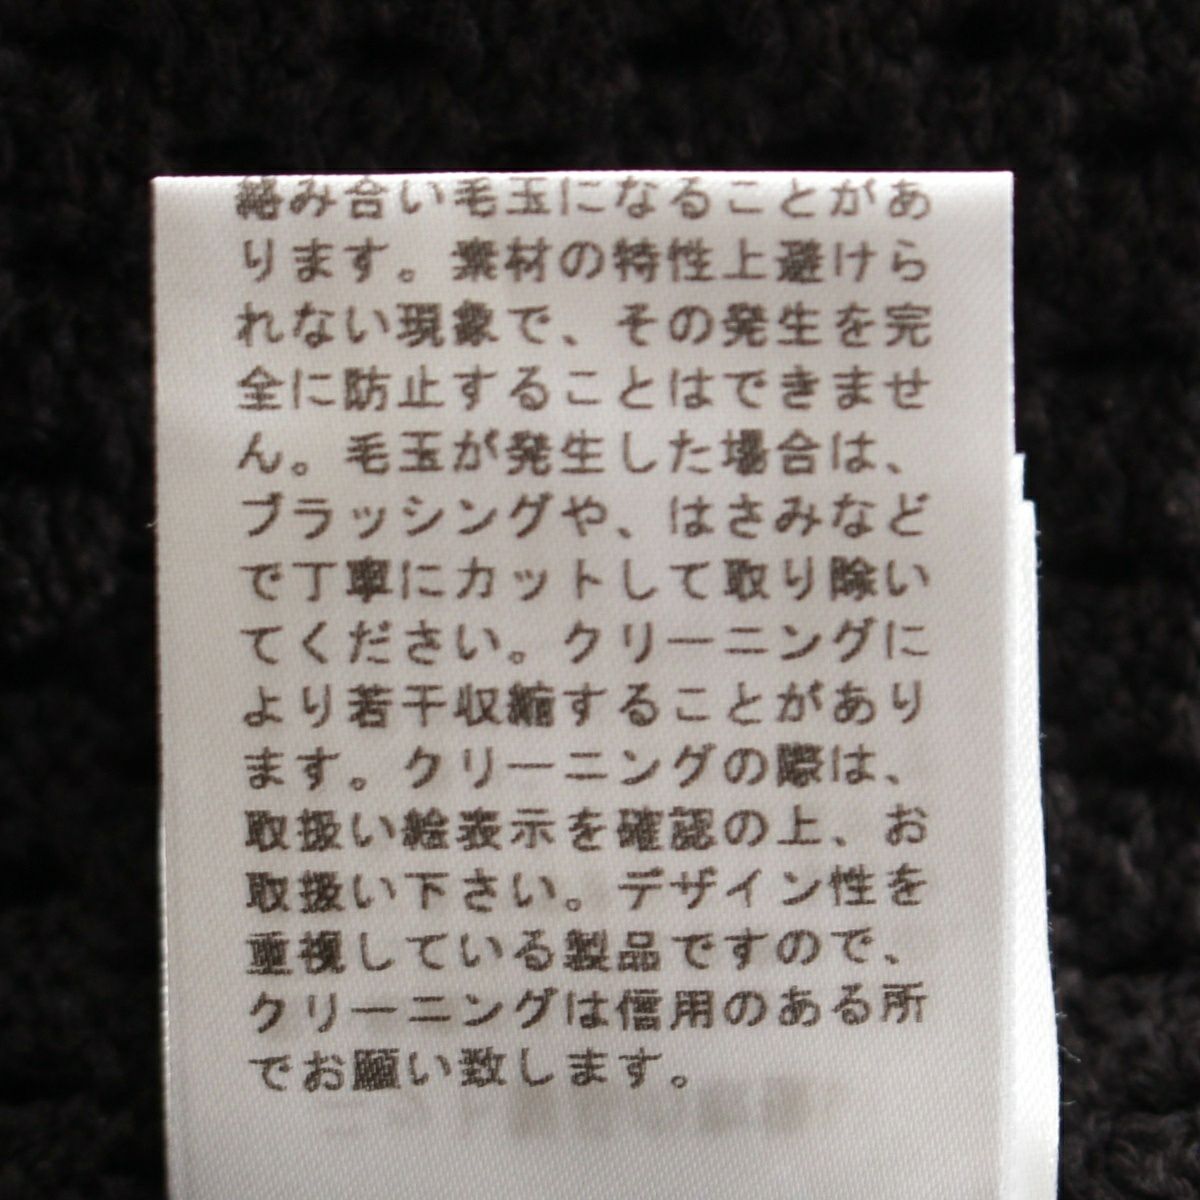 絡み合い毛玉になることがあ
ります。素材の特性上避けら
れない現象で、その発生を完
全に防止することはできませ
ん。毛玉が発生した場合は、
ブラッシングや、はさみなど
で丁寧にカットして取り除い
てください。クリーニングに
より若干収縮することがあり
ます。クリーニングの際は、
取扱い絵表示を確認の上、お
取扱い下さい。デザイン性を
重視している製品ですので、
クリーニングは信用のある所
でお願い致します。